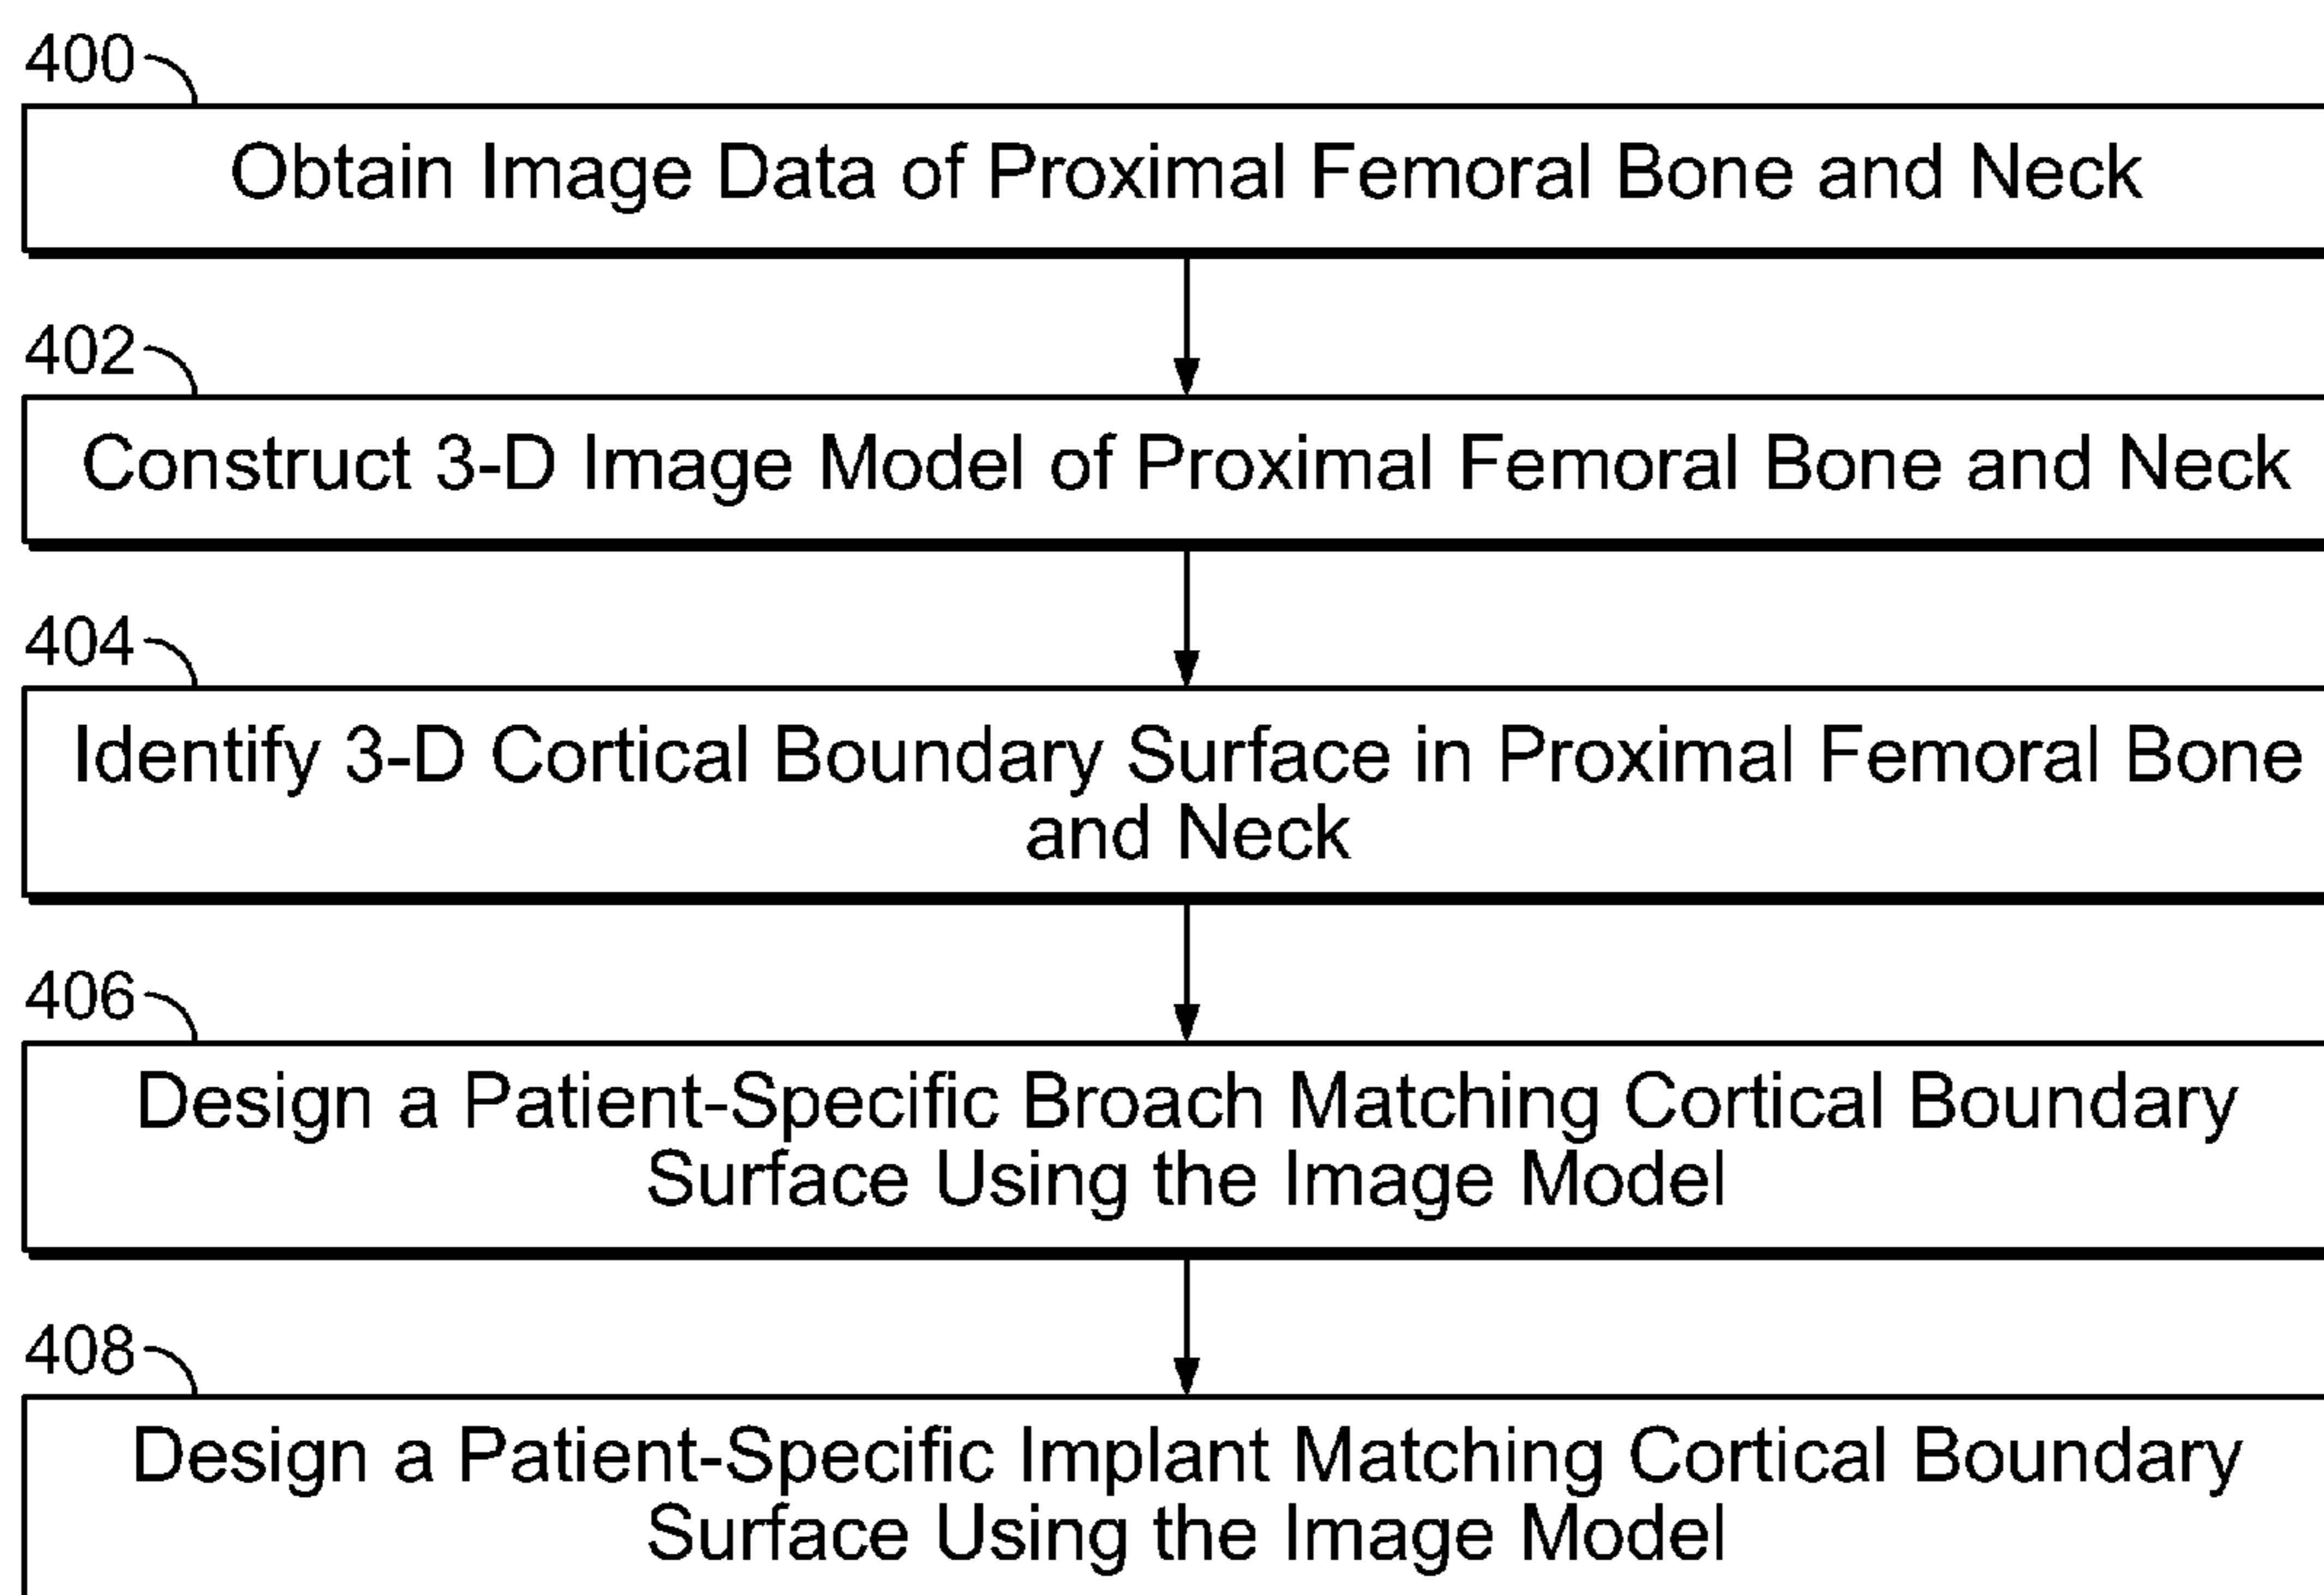 400
Obtain Image Data of Proximal Femoral Bone and Neck
402
Construct 3-D Image Model of Proximal Femoral Bone and Neck
404
Identify 3-D Cortical Boundary Surface in Proximal Femoral Bone
and Neck
406
Design a Patient-Specific Broach Matching Cortical Boundary
Surface Using the Image Model
408
Design a Patient-Specific Implant Matching Cortical Boundary
Surface Using the Image Model